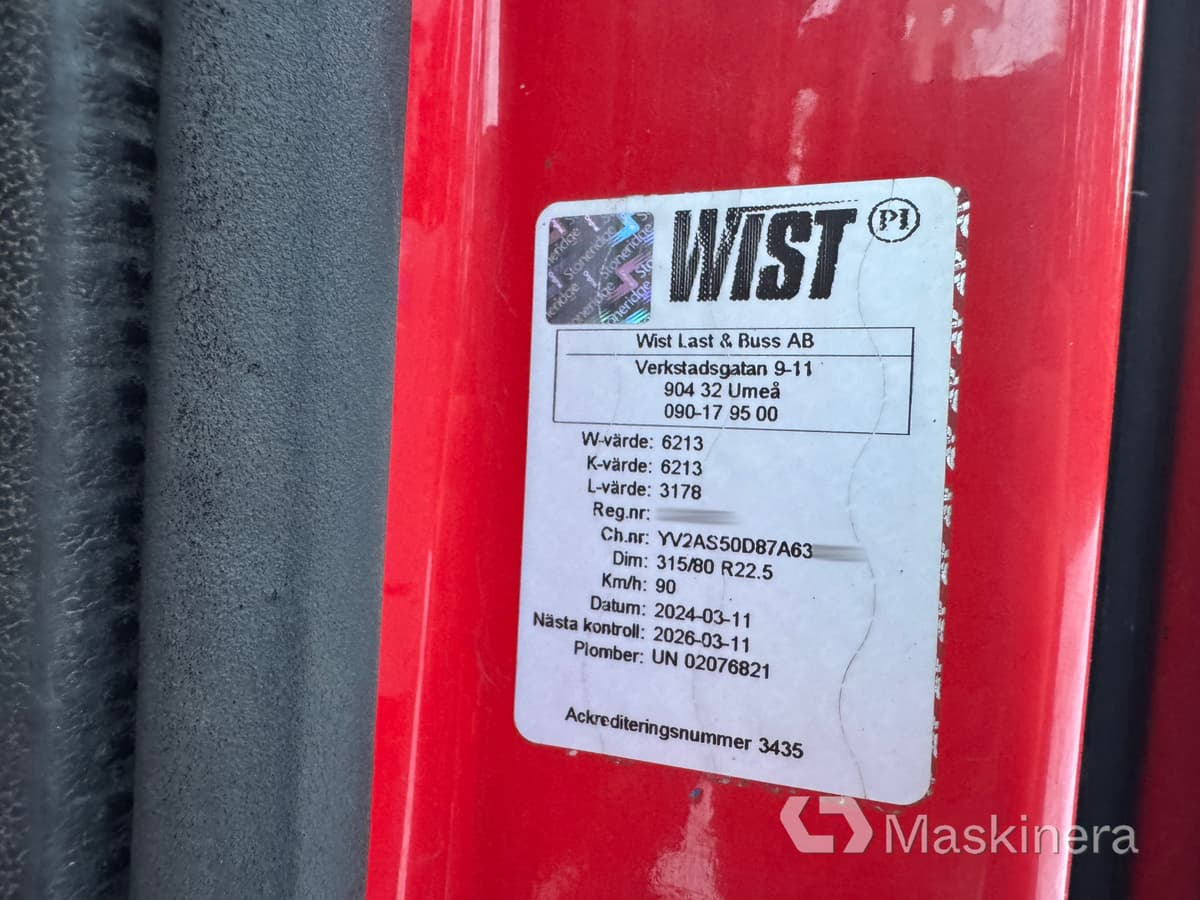 WIST PI
Stoneridge
Wist Last & Buss AB
Verkstadsgatan 9-11
904 32 Umeå
090-17 95 00
W-värde: 6213
K-värde: 6213
L-värde: 3178
Reg.nr:
Ch.nr: YV2AS50D87A63
Dim: 315/80 R22.5
Km/h: 90
Datum: 2024-03-11
Nästa kontroll: 2026-03-11
Plomber: UN 02076821
Ackrediteringsnummer 3435
Maskinera